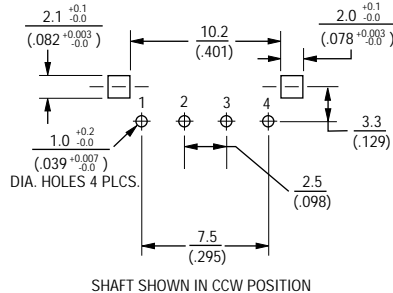 2.1 +0.1 -0.0
(.082 +0.003 -0.0)
10.2
(.401)
2.0 +0.1 -0.0
(.078 +0.003 -0.0)
1 2 3 4
1.0 +0.2 -0.0
(.039 +0.007 -0.0)
DIA. HOLES 4 PLCS.
3.3
(.129)
2.5
(.098)
7.5
(.295)
SHAFT SHOWN IN CCW POSITION